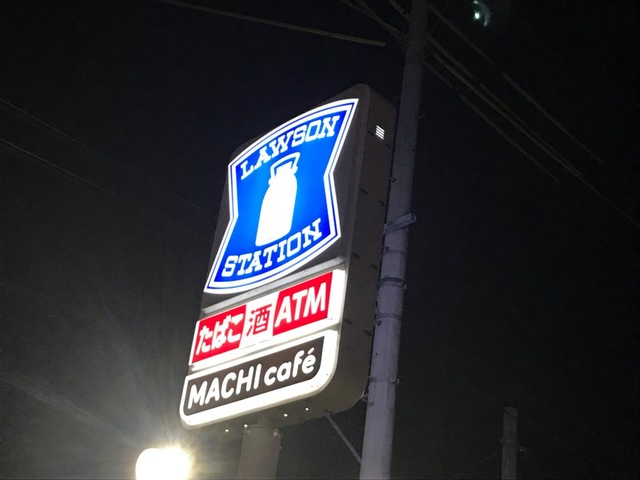 LAWSON
STATION
たばこ 酒 ATM
MACHI café